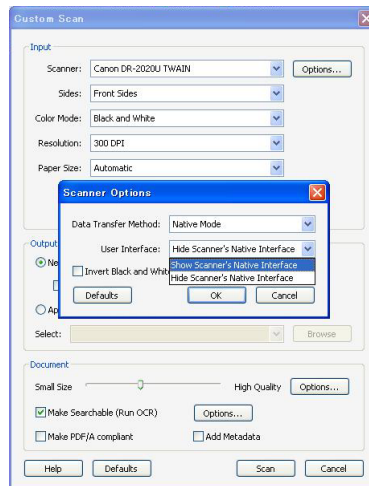 Custom Scan
Input
Scanner: Canon DR-2020U TWAIN Options...
Sides: Front Sides
Color Mode: Black and White
Resolution: 300 DPI
Paper Size: Automatic
Scanner Options
Data Transfer Method: Native Mode
User Interface: Hide Scanner's Native Interface
Show Scanner's Native Interface
Hide Scanner's Native Interface
Invert Black and Whit
Defaults OK Cancel
Output
Ne
Ap
Select: Browse
Document
Small Size High Quality Options...
Make Searchable (Run OCR) Options...
Make PDF/A compliant Add Metadata
Help Defaults Scan Cancel